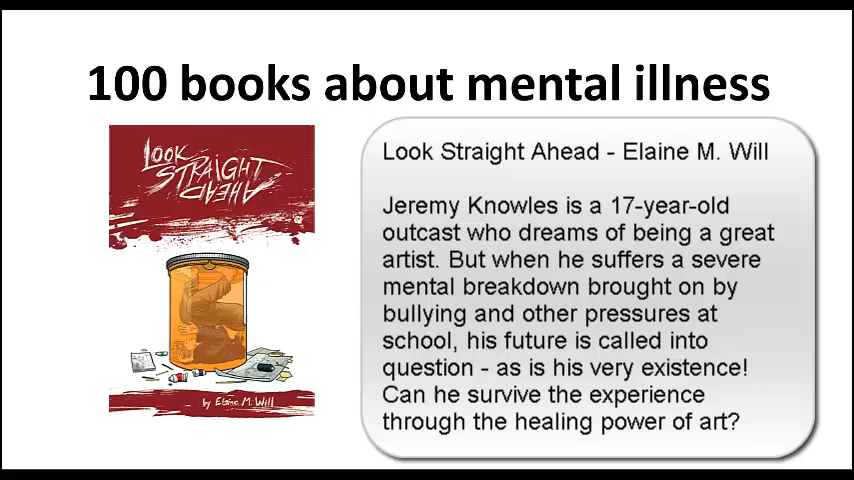 100 books about mental illness
LOOK
STRAIGHT
AHEAD
by Elaine M. Will
Look Straight Ahead - Elaine M. Will
Jeremy Knowles is a 17-year-old
outcast who dreams of being a great
artist. But when he suffers a severe
mental breakdown brought on by
bullying and other pressures at
school, his future is called into
question - as is his very existence!
Can he survive the experience
through the healing power of art?